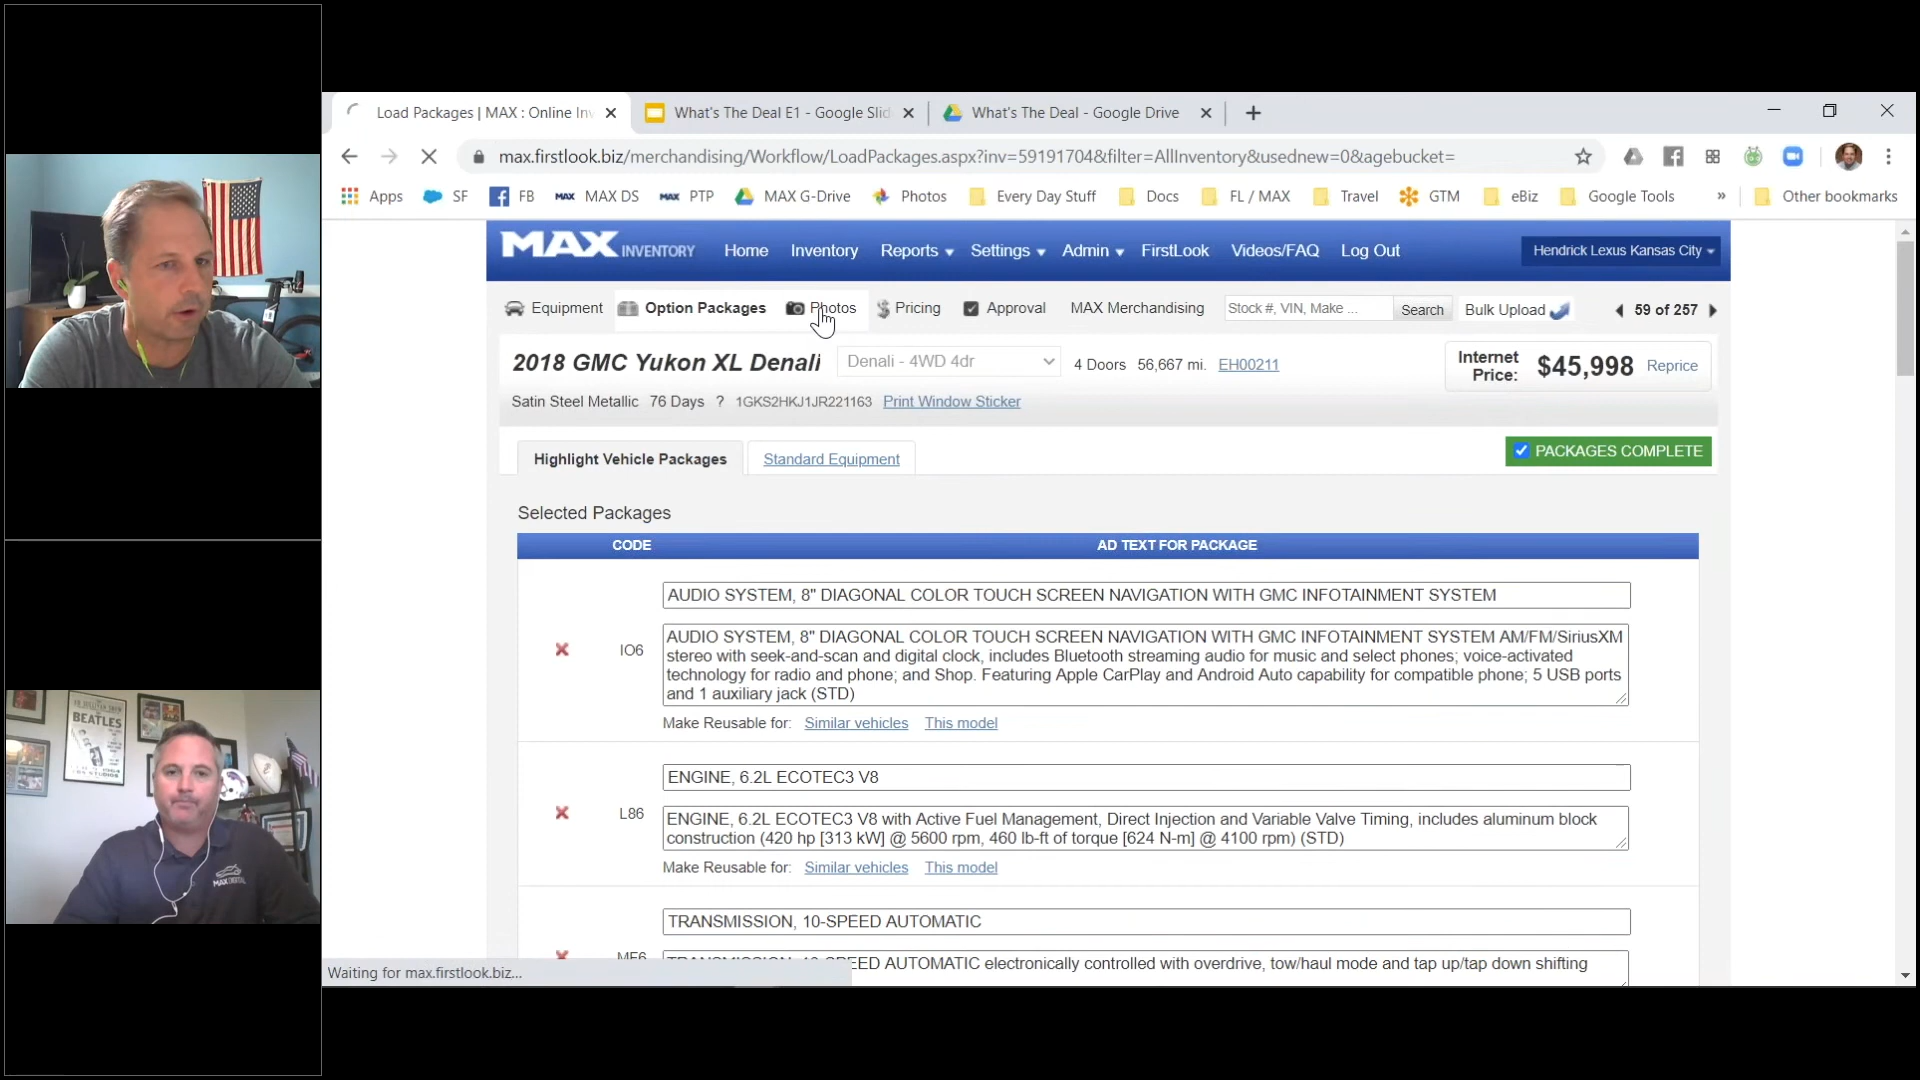 Load Packages | MAX : Online Inv
What's The Deal E1 - Google Slid
What's The Deal - Google Drive
max.firstlook.biz/merchandising/Workflow/LoadPackages.aspx?inv=59191704&filter=AllInventory&usednew=0&agebucket=
Apps SF FB MAX MAX DS MAX PTP MAX G-Drive Photos Every Day Stuff Docs FL / MAX Travel GTM eBiz Google Tools » Other bookmarks
MAX INVENTORY Home Inventory Reports Settings Admin FirstLook Videos/FAQ Log Out Hendrick Lexus Kansas City
Equipment Option Packages Photos Pricing Approval MAX Merchandising Stock #, VIN, Make ... Search Bulk Upload 59 of 257
2018 GMC Yukon XL Denali Denali - 4WD 4dr 4 Doors 56,667 mi. EH00211
Internet Price: $45,998 Reprice
Satin Steel Metallic 76 Days ? 1GKS2HKJ1JR221163 Print Window Sticker
Highlight Vehicle Packages Standard Equipment PACKAGES COMPLETE
Selected Packages
CODE AD TEXT FOR PACKAGE
AUDIO SYSTEM, 8" DIAGONAL COLOR TOUCH SCREEN NAVIGATION WITH GMC INFOTAINMENT SYSTEM
IO6
AUDIO SYSTEM, 8" DIAGONAL COLOR TOUCH SCREEN NAVIGATION WITH GMC INFOTAINMENT SYSTEM AM/FM/SiriusXM
stereo with seek-and-scan and digital clock, includes Bluetooth streaming audio for music and select phones; voice-activated
technology for radio and phone; and Shop. Featuring Apple CarPlay and Android Auto capability for compatible phone; 5 USB ports
and 1 auxiliary jack (STD)
Make Reusable for: Similar vehicles This model
ENGINE, 6.2L ECOTEC3 V8
L86
ENGINE, 6.2L ECOTEC3 V8 with Active Fuel Management, Direct Injection and Variable Valve Timing, includes aluminum block
construction (420 hp [313 kW] @ 5600 rpm, 460 lb-ft of torque [624 N-m] @ 4100 rpm) (STD)
Make Reusable for: Similar vehicles This model
TRANSMISSION, 10-SPEED AUTOMATIC
EED AUTOMATIC electronically controlled with overdrive, tow/haul mode and tap up/tap down shifting
Waiting for max.firstlook.biz...
BEATLES
MAX DIGITAL